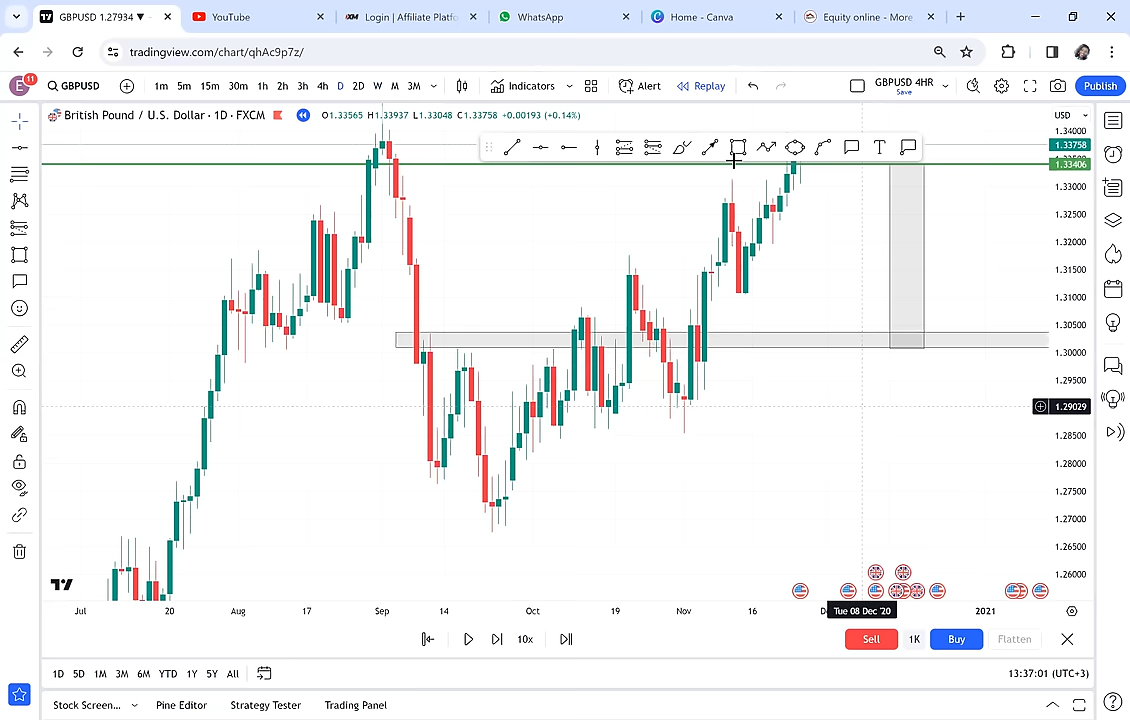 GBPUSD 1.27934 ▼
YouTube
Login | Affiliate Platfo
WhatsApp
Home - Canva
Equity online - More
tradingview.com/chart/qhAc9p7z/
E 11 GBPUSD 1m 5m 15m 30m 1h 2h 3h 4h D 2D W M 3M Indicators Alert Replay GBPUSD 4HR Save Publish
British Pound / U.S. Dollar · 1D · FXCM O1.33565 H1.33937 L1.33048 C1.33758 +0.00193 (+0.14%)
USD
1.34000
1.33758
1.33406
1.33000
1.32500
1.32000
1.31500
1.31000
1.30500
1.30000
1.29500
1.29029
1.28500
1.28000
1.27500
1.27000
1.26500
1.26000
Jul 20 Aug 17 Sep 14 Oct 19 Nov 16 Tue 08 Dec '20 2021
10x Sell 1K Buy Flatten
1D 5D 1M 3M 6M YTD 1Y 5Y All 13:37:01 (UTC+3)
Stock Screen... Pine Editor Strategy Tester Trading Panel